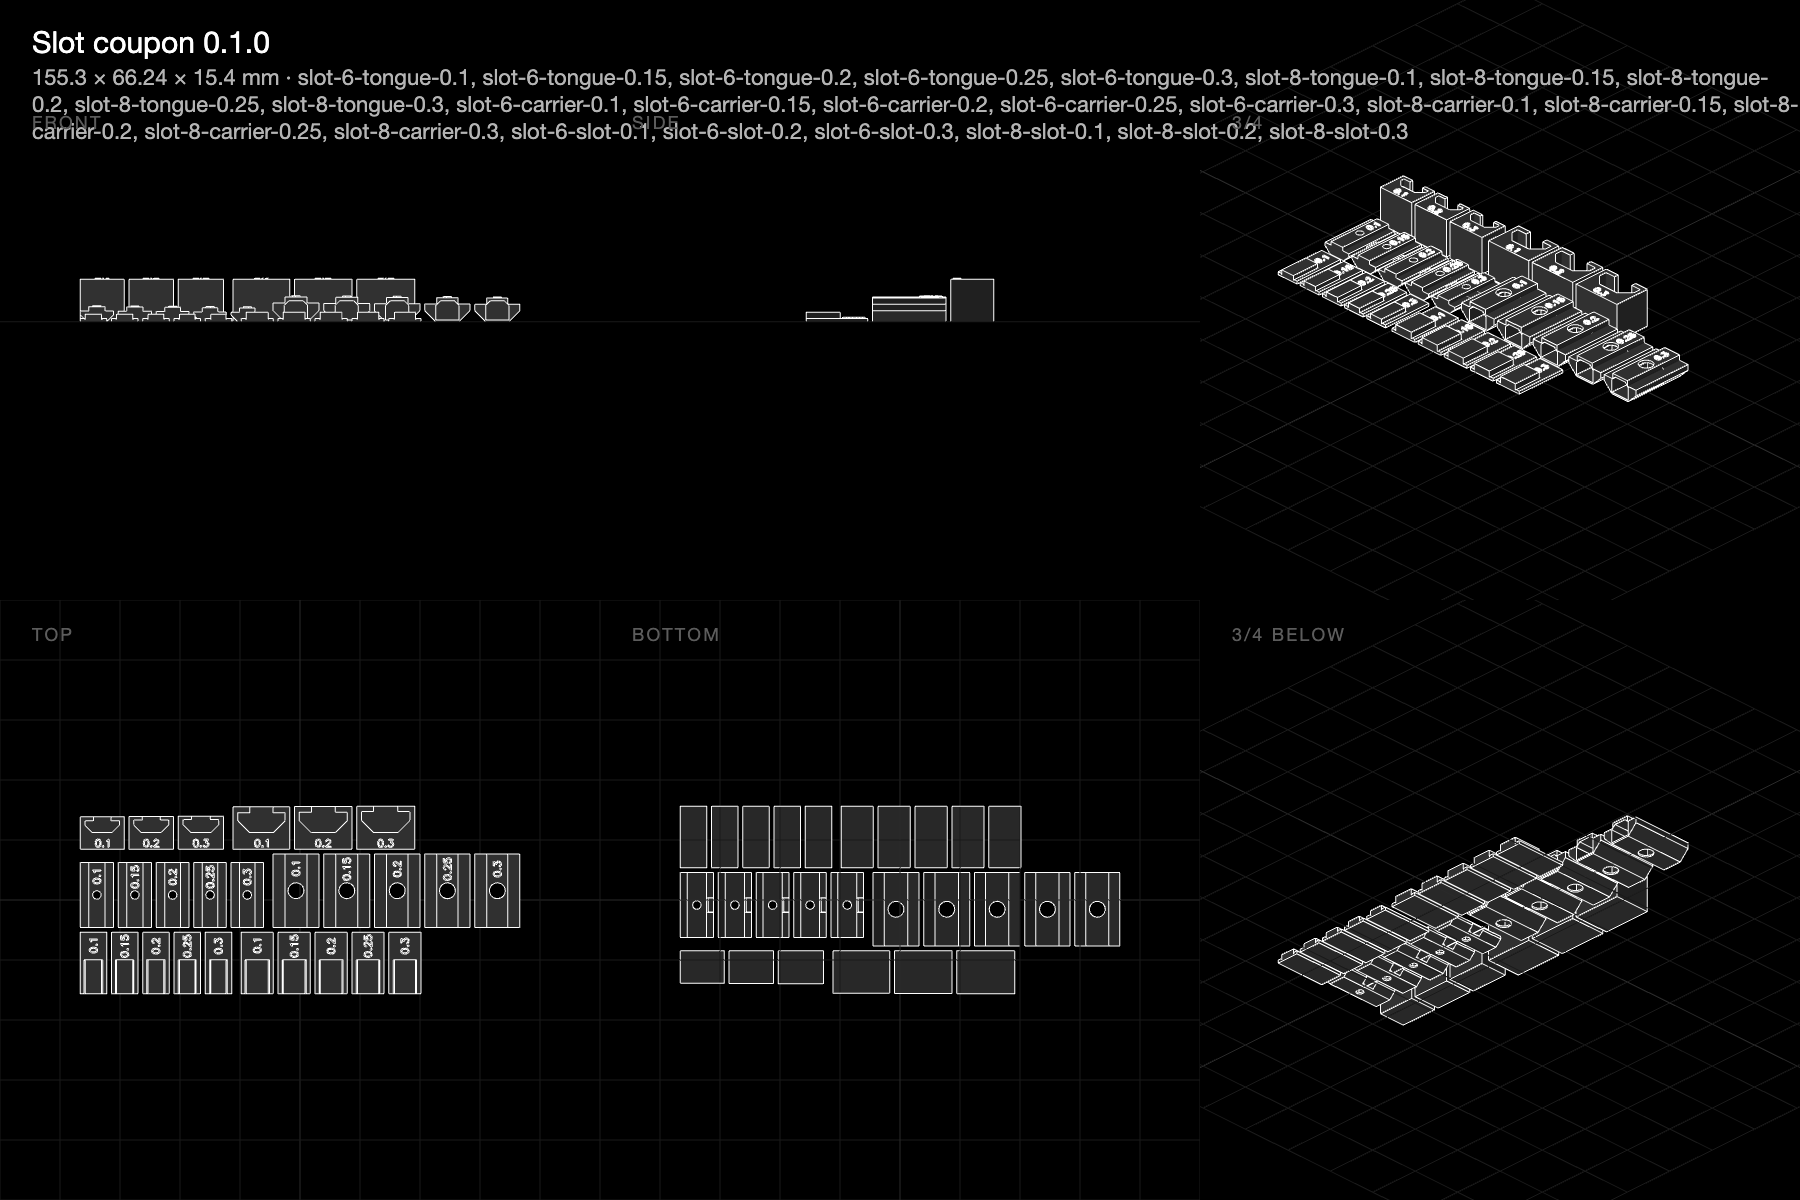 Slot coupon 0.1.0
155.3 × 66.24 × 15.4 mm · slot-6-tongue-0.1, slot-6-tongue-0.15, slot-6-tongue-0.2, slot-6-tongue-0.25, slot-6-tongue-0.3, slot-8-tongue-0.1, slot-8-tongue-0.15, slot-8-tongue-
0.2, slot-8-tongue-0.25, slot-8-tongue-0.3, slot-6-carrier-0.1, slot-6-carrier-0.15, slot-6-carrier-0.2, slot-6-carrier-0.25, slot-6-carrier-0.3, slot-8-carrier-0.1, slot-8-carrier-0.15, slot-8-
carrier-0.2, slot-8-carrier-0.25, slot-8-carrier-0.3, slot-6-slot-0.1, slot-6-slot-0.2, slot-6-slot-0.3, slot-8-slot-0.1, slot-8-slot-0.2, slot-8-slot-0.3
FRONT SIDE 3/4
TOP BOTTOM 3/4 BELOW
0.1 0.2 0.3 0.1 0.2 0.3
0.1 0.15 0.2 0.25 0.3 0.1 0.15 0.2 0.25 0.3
0.1 0.15 0.2 0.25 0.3 0.1 0.15 0.2 0.25 0.3